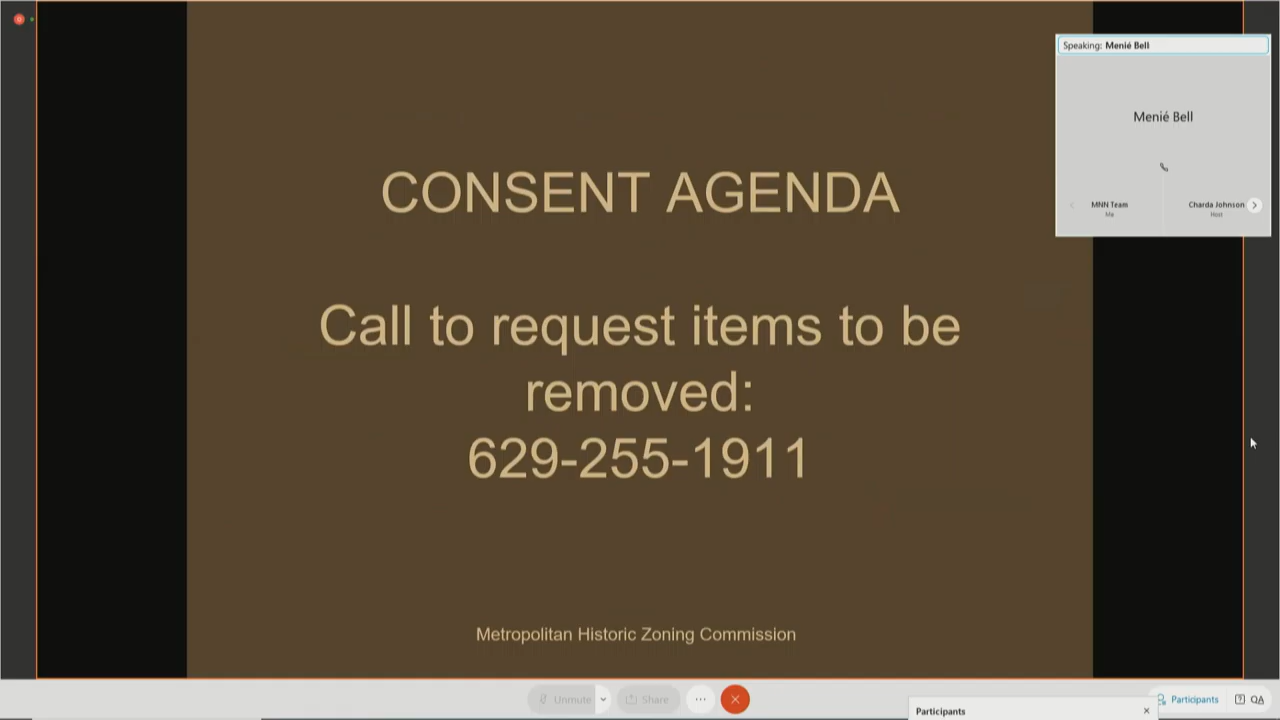 Speaking: Menié Bell
Menié Bell
MNN Team
Me
Charda Johnson
Host
CONSENT AGENDA
Call to request items to be
removed:
629-255-1911
Metropolitan Historic Zoning Commission
Unmute
Share
Participants
QA
Participants